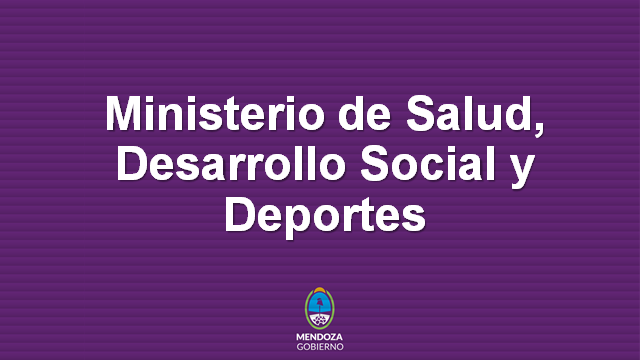 Ministerio de Salud,
Desarrollo Social y
Deportes
MENDOZA
GOBIERNO